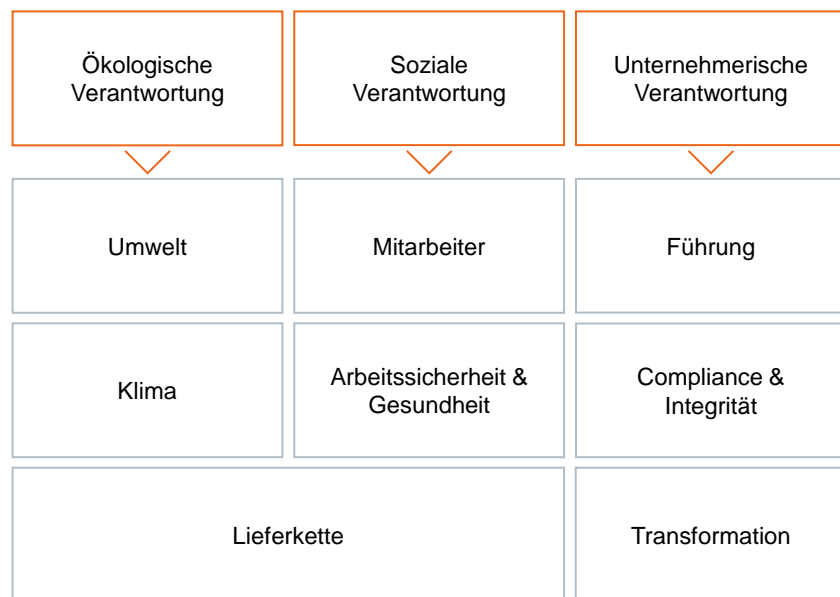 Ökologische
Verantwortung
Soziale
Verantwortung
Unternehmerische
Verantwortung
Umwelt
Mitarbeiter
Führung
Klima
Arbeitssicherheit &
Gesundheit
Compliance &
Integrität
Lieferkette
Transformation